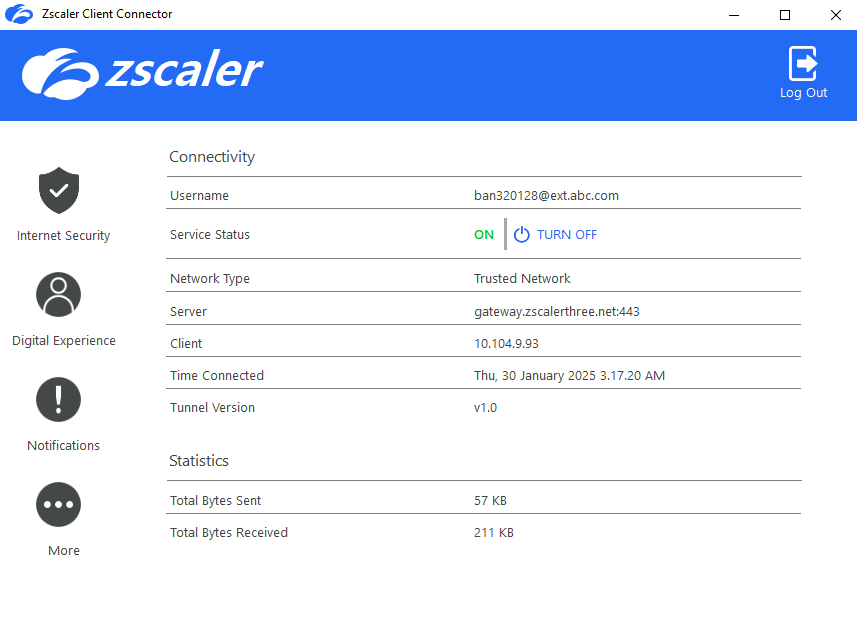 Zscaler Client Connector
zscaler
Log Out
Connectivity
Username ban320128@ext.abc.com
Service Status ON TURN OFF
Network Type Trusted Network
Server gateway.zscalerthree.net:443
Client 10.104.9.93
Time Connected Thu, 30 January 2025 3.17.20 AM
Tunnel Version v1.0
Statistics
Total Bytes Sent 57 KB
Total Bytes Received 211 KB
Internet Security
Digital Experience
Notifications
More